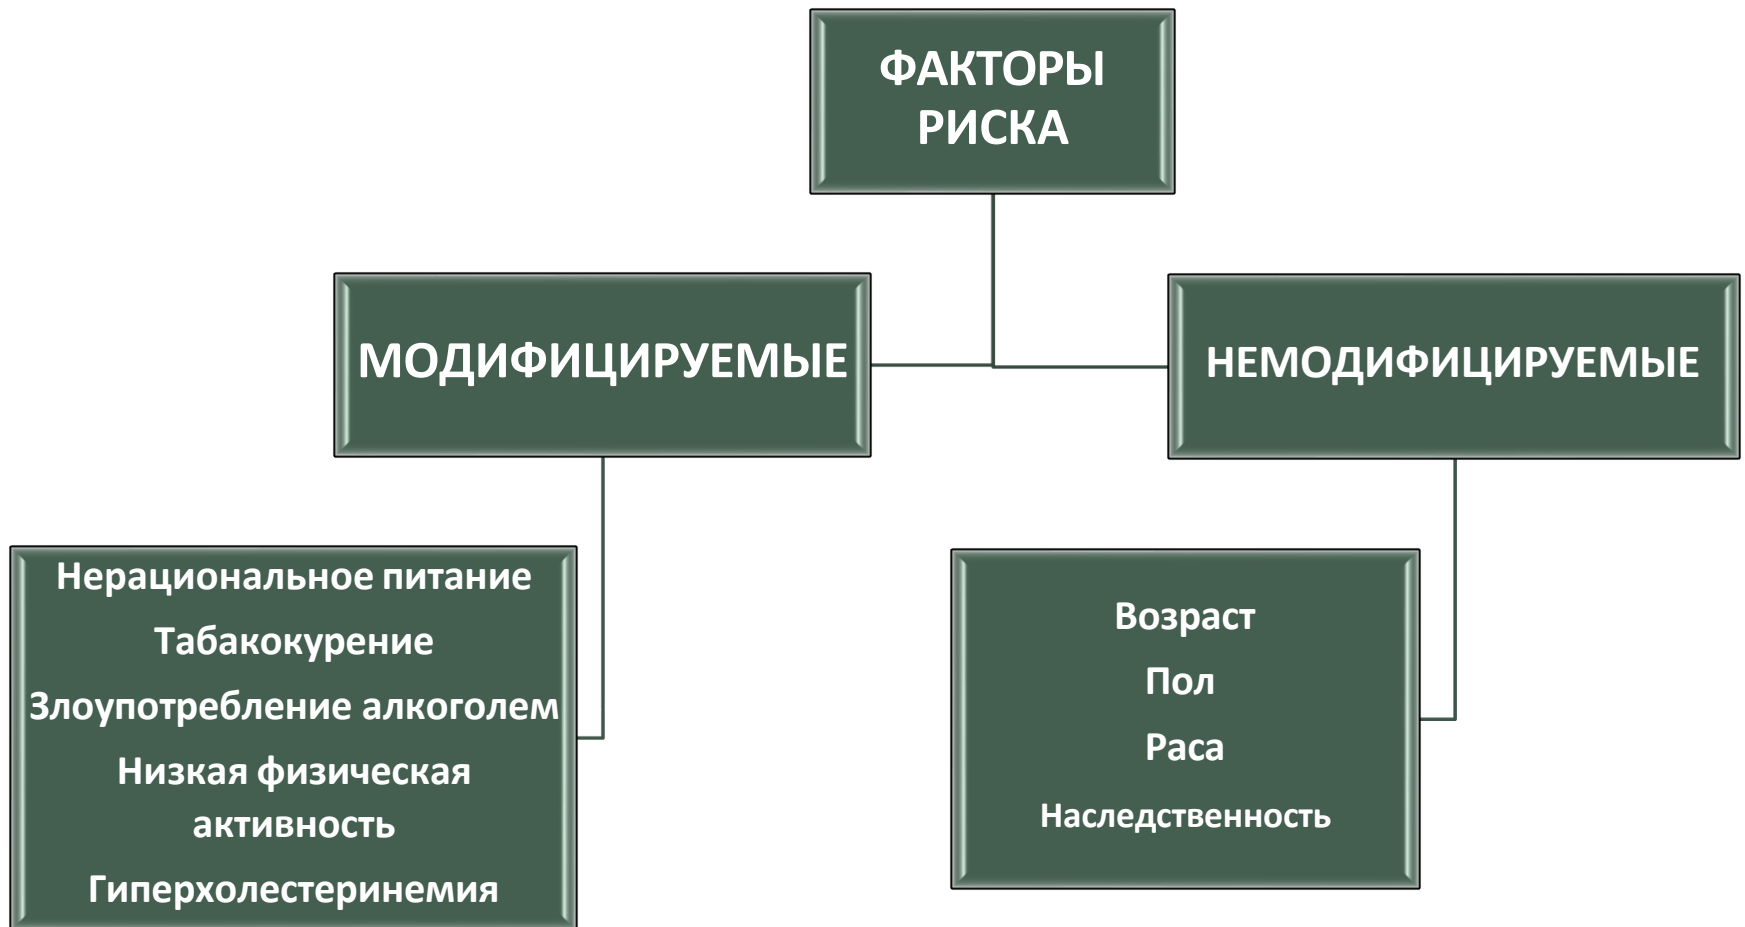 ФАКТОРЫ
РИСКА
МОДИФИЦИРУЕМЫЕ
НЕМОДИФИЦИРУЕМЫЕ
Нерациональное питание
Табакокурение
Злоупотребление алкоголем
Низкая физическая
активность
Гиперхолестеринемия
Возраст
Пол
Раса
Наследственность